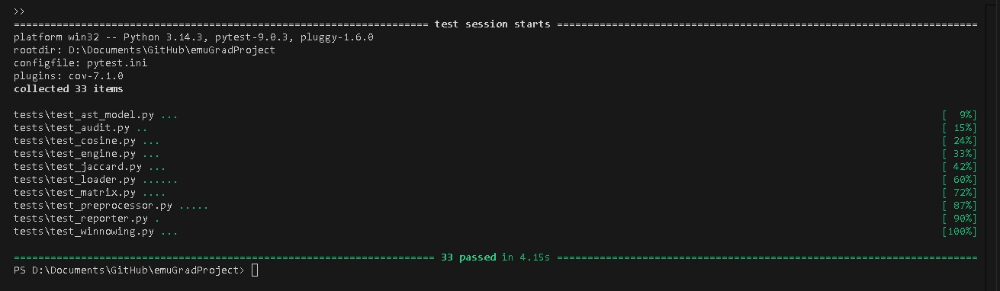 >>
============================= test session starts =============================
platform win32 -- Python 3.14.3, pytest-9.0.3, pluggy-1.6.0
rootdir: D:\Documents\GitHub\emuGradProject
configfile: pytest.ini
plugins: cov-7.1.0
collected 33 items
tests\test_ast_model.py ... [  9%]
tests\test_audit.py .. [ 15%]
tests\test_cosine.py ... [ 24%]
tests\test_engine.py ... [ 33%]
tests\test_jaccard.py ... [ 42%]
tests\test_loader.py ...... [ 60%]
tests\test_matrix.py .... [ 72%]
tests\test_preprocessor.py ..... [ 87%]
tests\test_reporter.py . [ 90%]
tests\test_winnowing.py ... [100%]
============================= 33 passed in 4.15s =============================
PS D:\Documents\GitHub\emuGradProject>